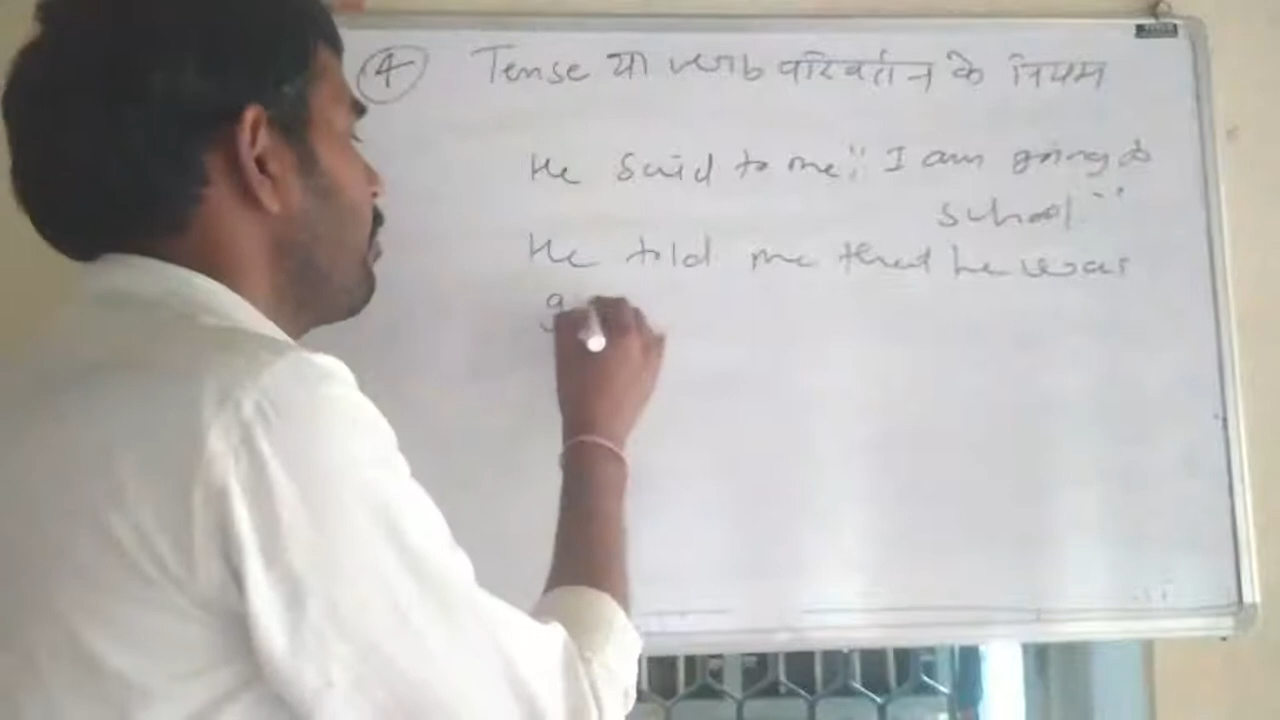 ④ Tense या verb परिवर्तन के नियम
He said to me, "I am going to
school"
He told me that he was
g